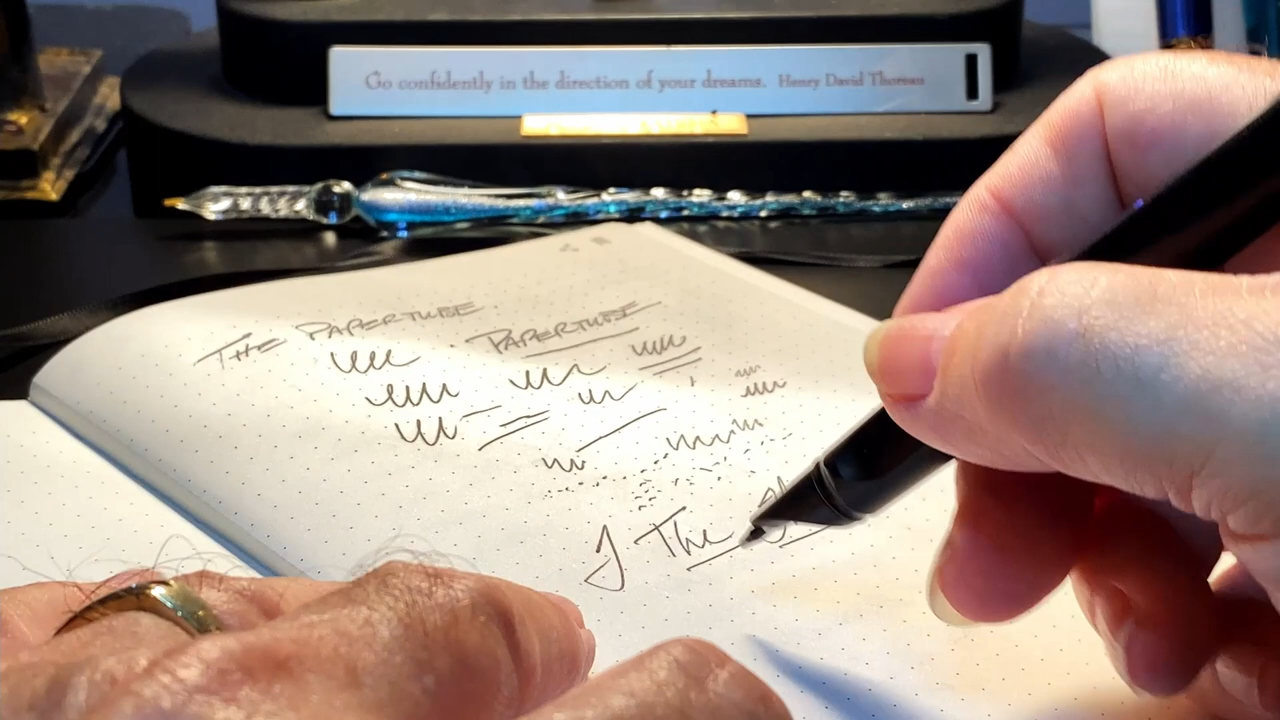 Go confidently in the direction of your dreams. Henry David Thoreau
THE PAPERTUBE PAPERTUBE
I The